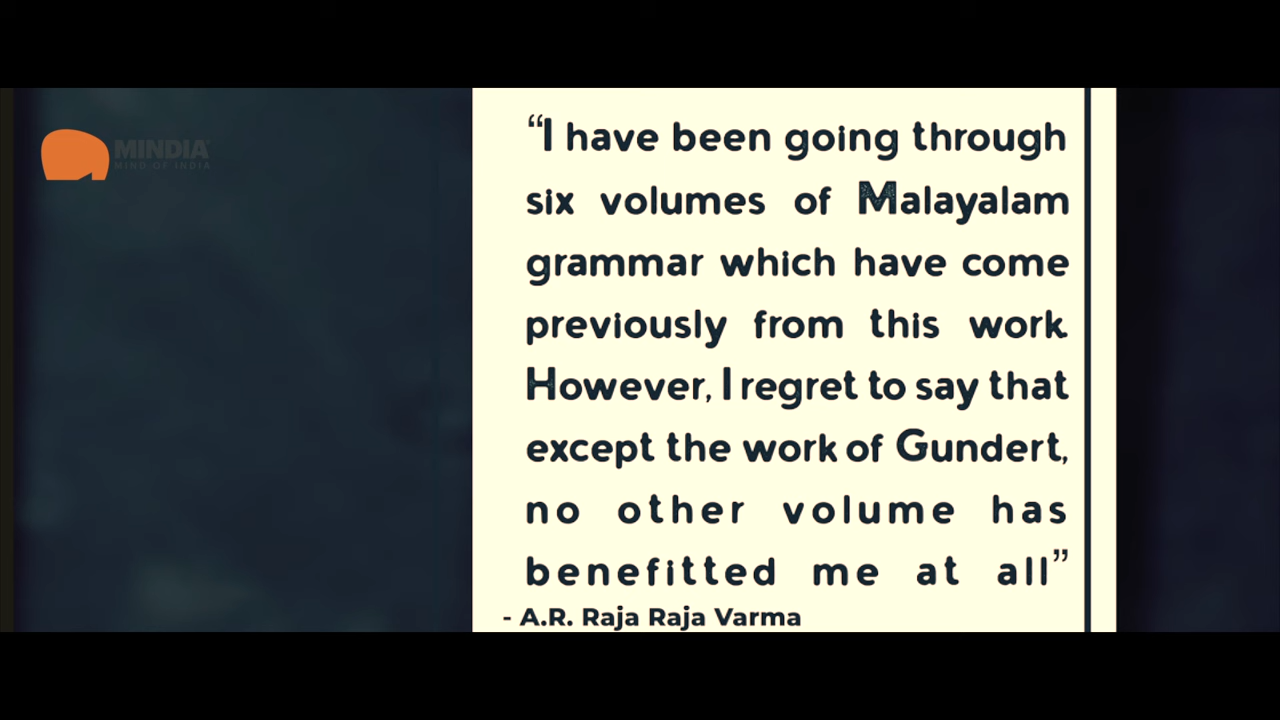 MINDIA
MIND OF INDIA
“I have been going through
six volumes of Malayalam
grammar which have come
previously from this work.
However, I regret to say that
except the work of Gundert,
no other volume has
benefitted me at all”
- A.R. Raja Raja Varma